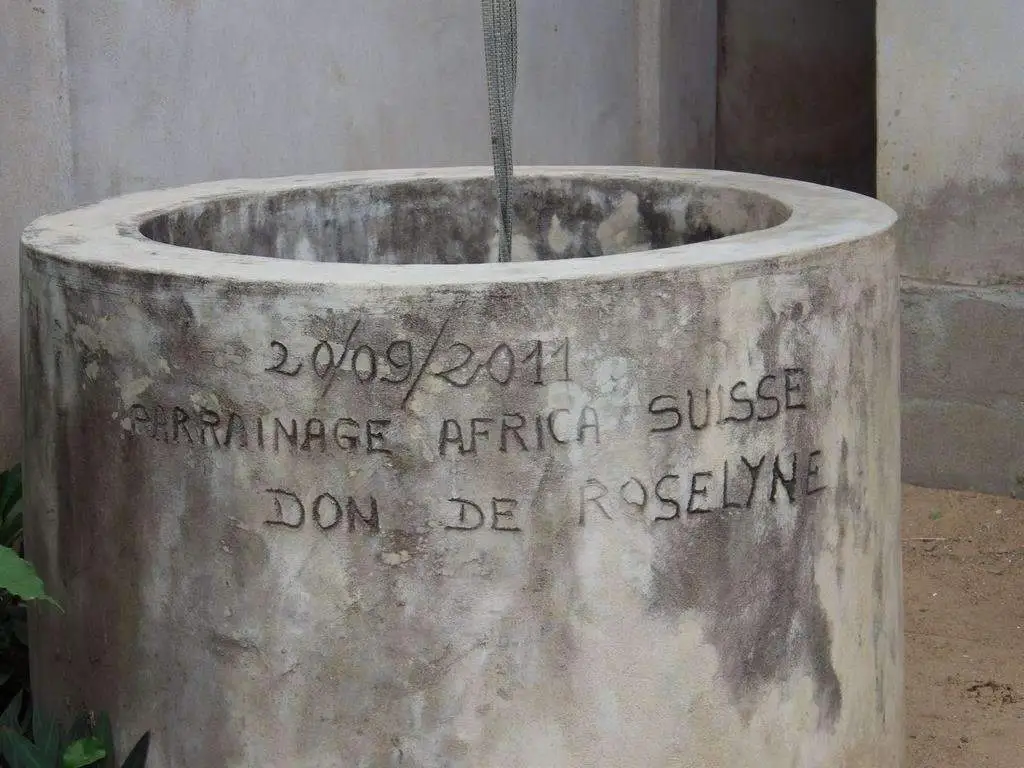 20/09/2011
PARRAINAGE AFRICA SUISSE
DON DE ROSELYNE